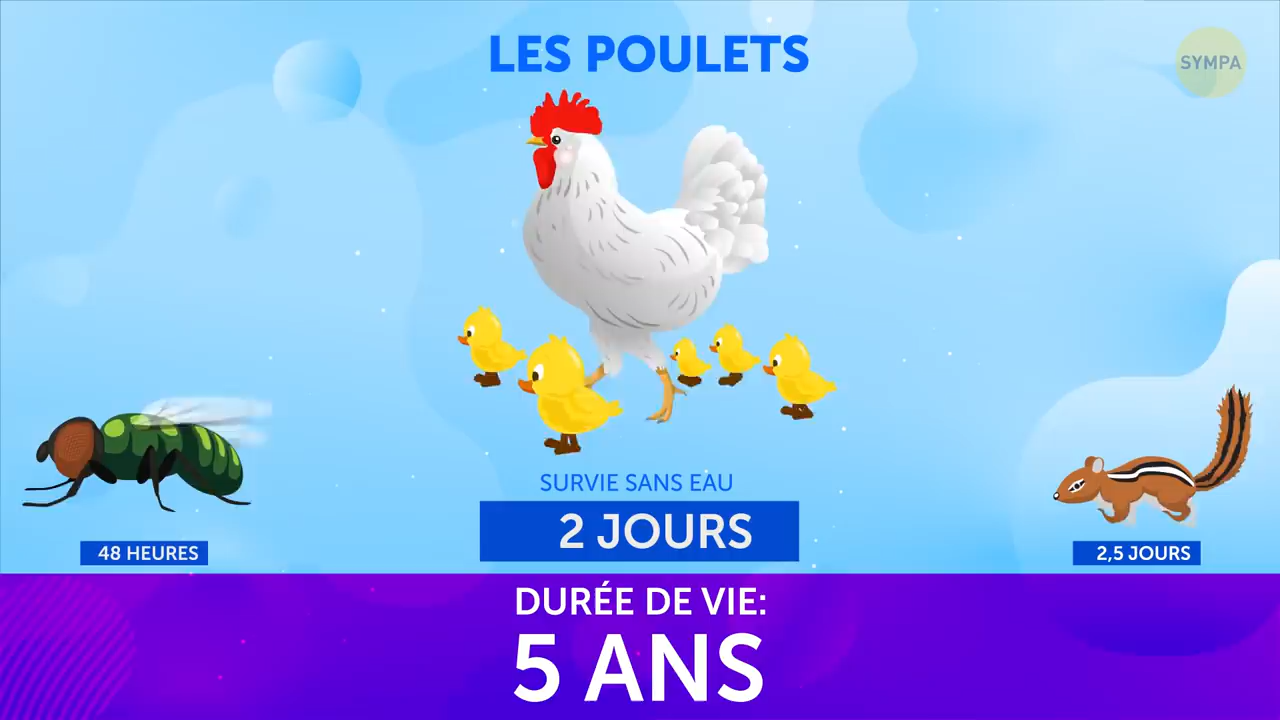 LES POULETS
SYMPA
SURVIE SANS EAU
2 JOURS
48 HEURES
2,5 JOURS
DURÉE DE VIE:
5 ANS